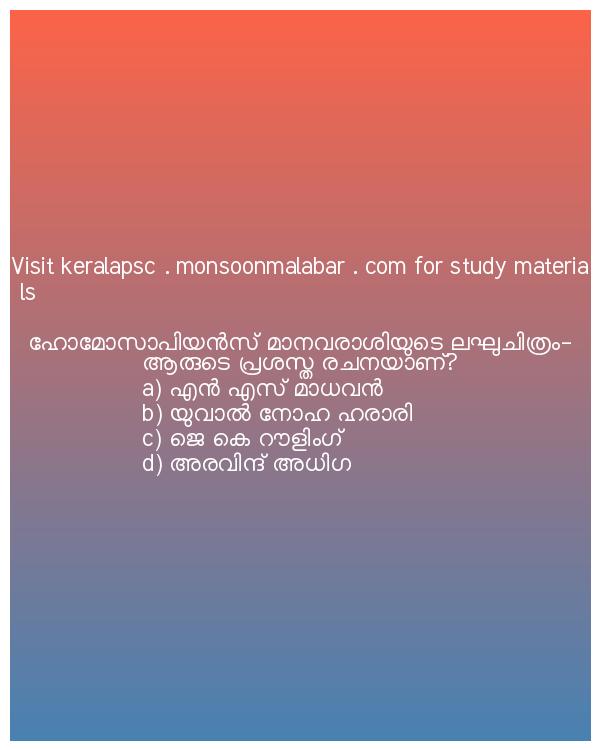 Visit keralapsc . monsoonmalabar . com for study materia
ls
ഹോമോസാപിയൻസ് മാനവരാശിയുടെ ലഘുചിത്രം-
ആരുടെ പ്രശസ്ത രചനയാണ്?
a) എൻ എസ് മാധവൻ
b) യുവാൽ നോഹ ഹരാരി
c) ജെ കെ റൗളിംഗ്
d) അരവിന്ദ് അധിഗ